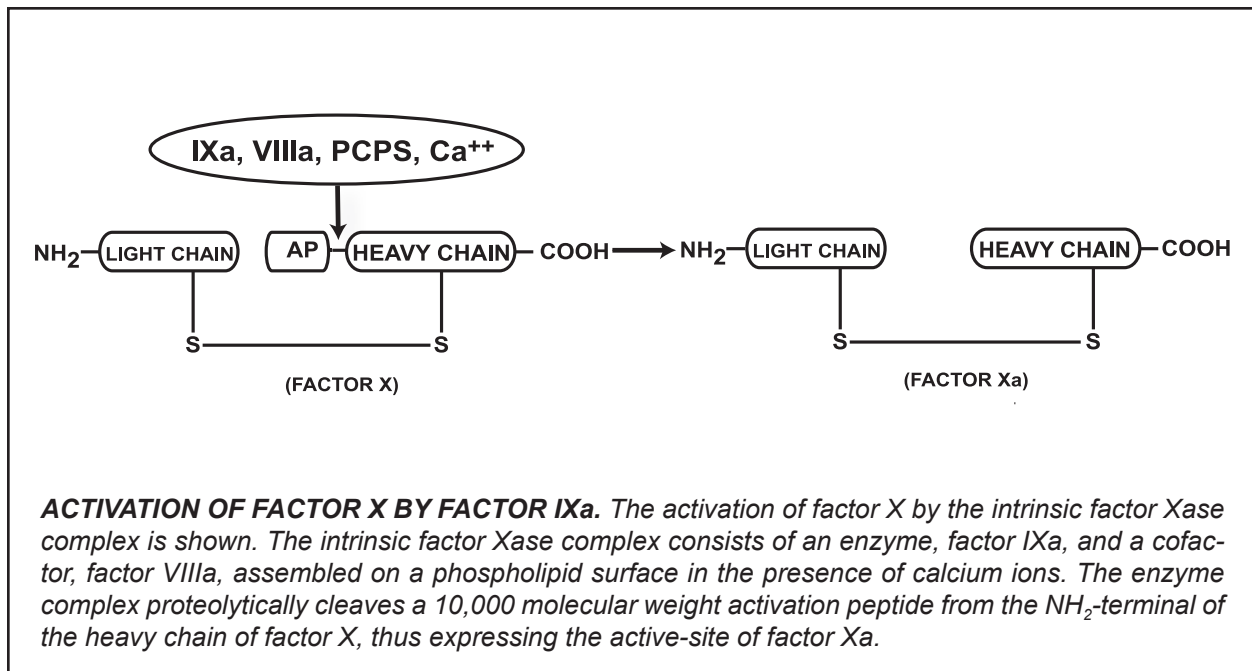 IXa, VIIIa, PCPS, Ca++
NH2 LIGHT CHAIN AP HEAVY CHAIN COOH NH2 LIGHT CHAIN HEAVY CHAIN COOH
S S S S
(FACTOR X) (FACTOR Xa)
ACTIVATION OF FACTOR X BY FACTOR IXa. The activation of factor X by the intrinsic factor Xase
complex is shown. The intrinsic factor Xase complex consists of an enzyme, factor IXa, and a cofac-
tor, factor VIIIa, assembled on a phospholipid surface in the presence of calcium ions. The enzyme
complex proteolytically cleaves a 10,000 molecular weight activation peptide from the NH2-terminal of
the heavy chain of factor X, thus expressing the active-site of factor Xa.